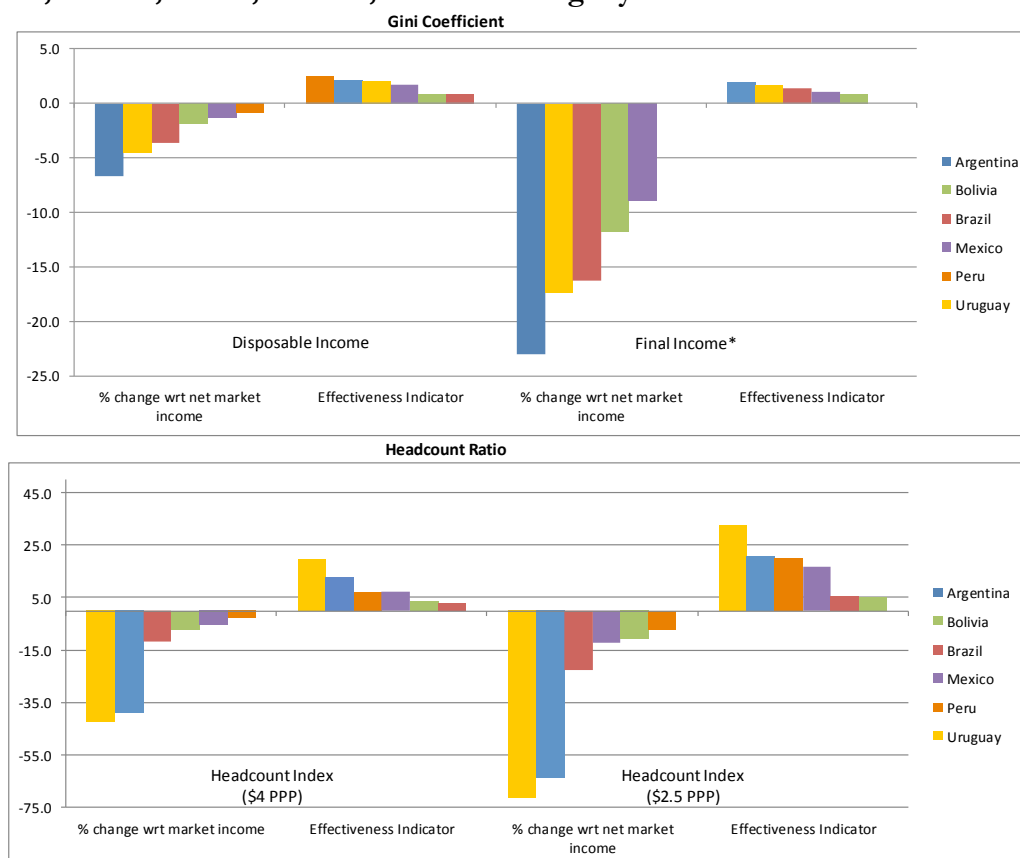 Gini Coefficient
5.0
0.0
-5.0
-10.0
-15.0
-20.0
-25.0
Disposable Income
Final Income*
% change wrt net market
income
Effectiveness Indicator
% change wrt net market
income
Effectiveness Indicator
Argentina
Bolivia
Brazil
Mexico
Peru
Uruguay
Headcount Ratio
45.0
25.0
5.0
-15.0
-35.0
-55.0
-75.0
Headcount Index
($4 PPP)
Headcount Index
($2.5 PPP)
% change wrt market income
Effectiveness Indicator
% change wrt net market
income
Effectiveness Indicator
Argentina
Bolivia
Brazil
Mexico
Peru
Uruguay